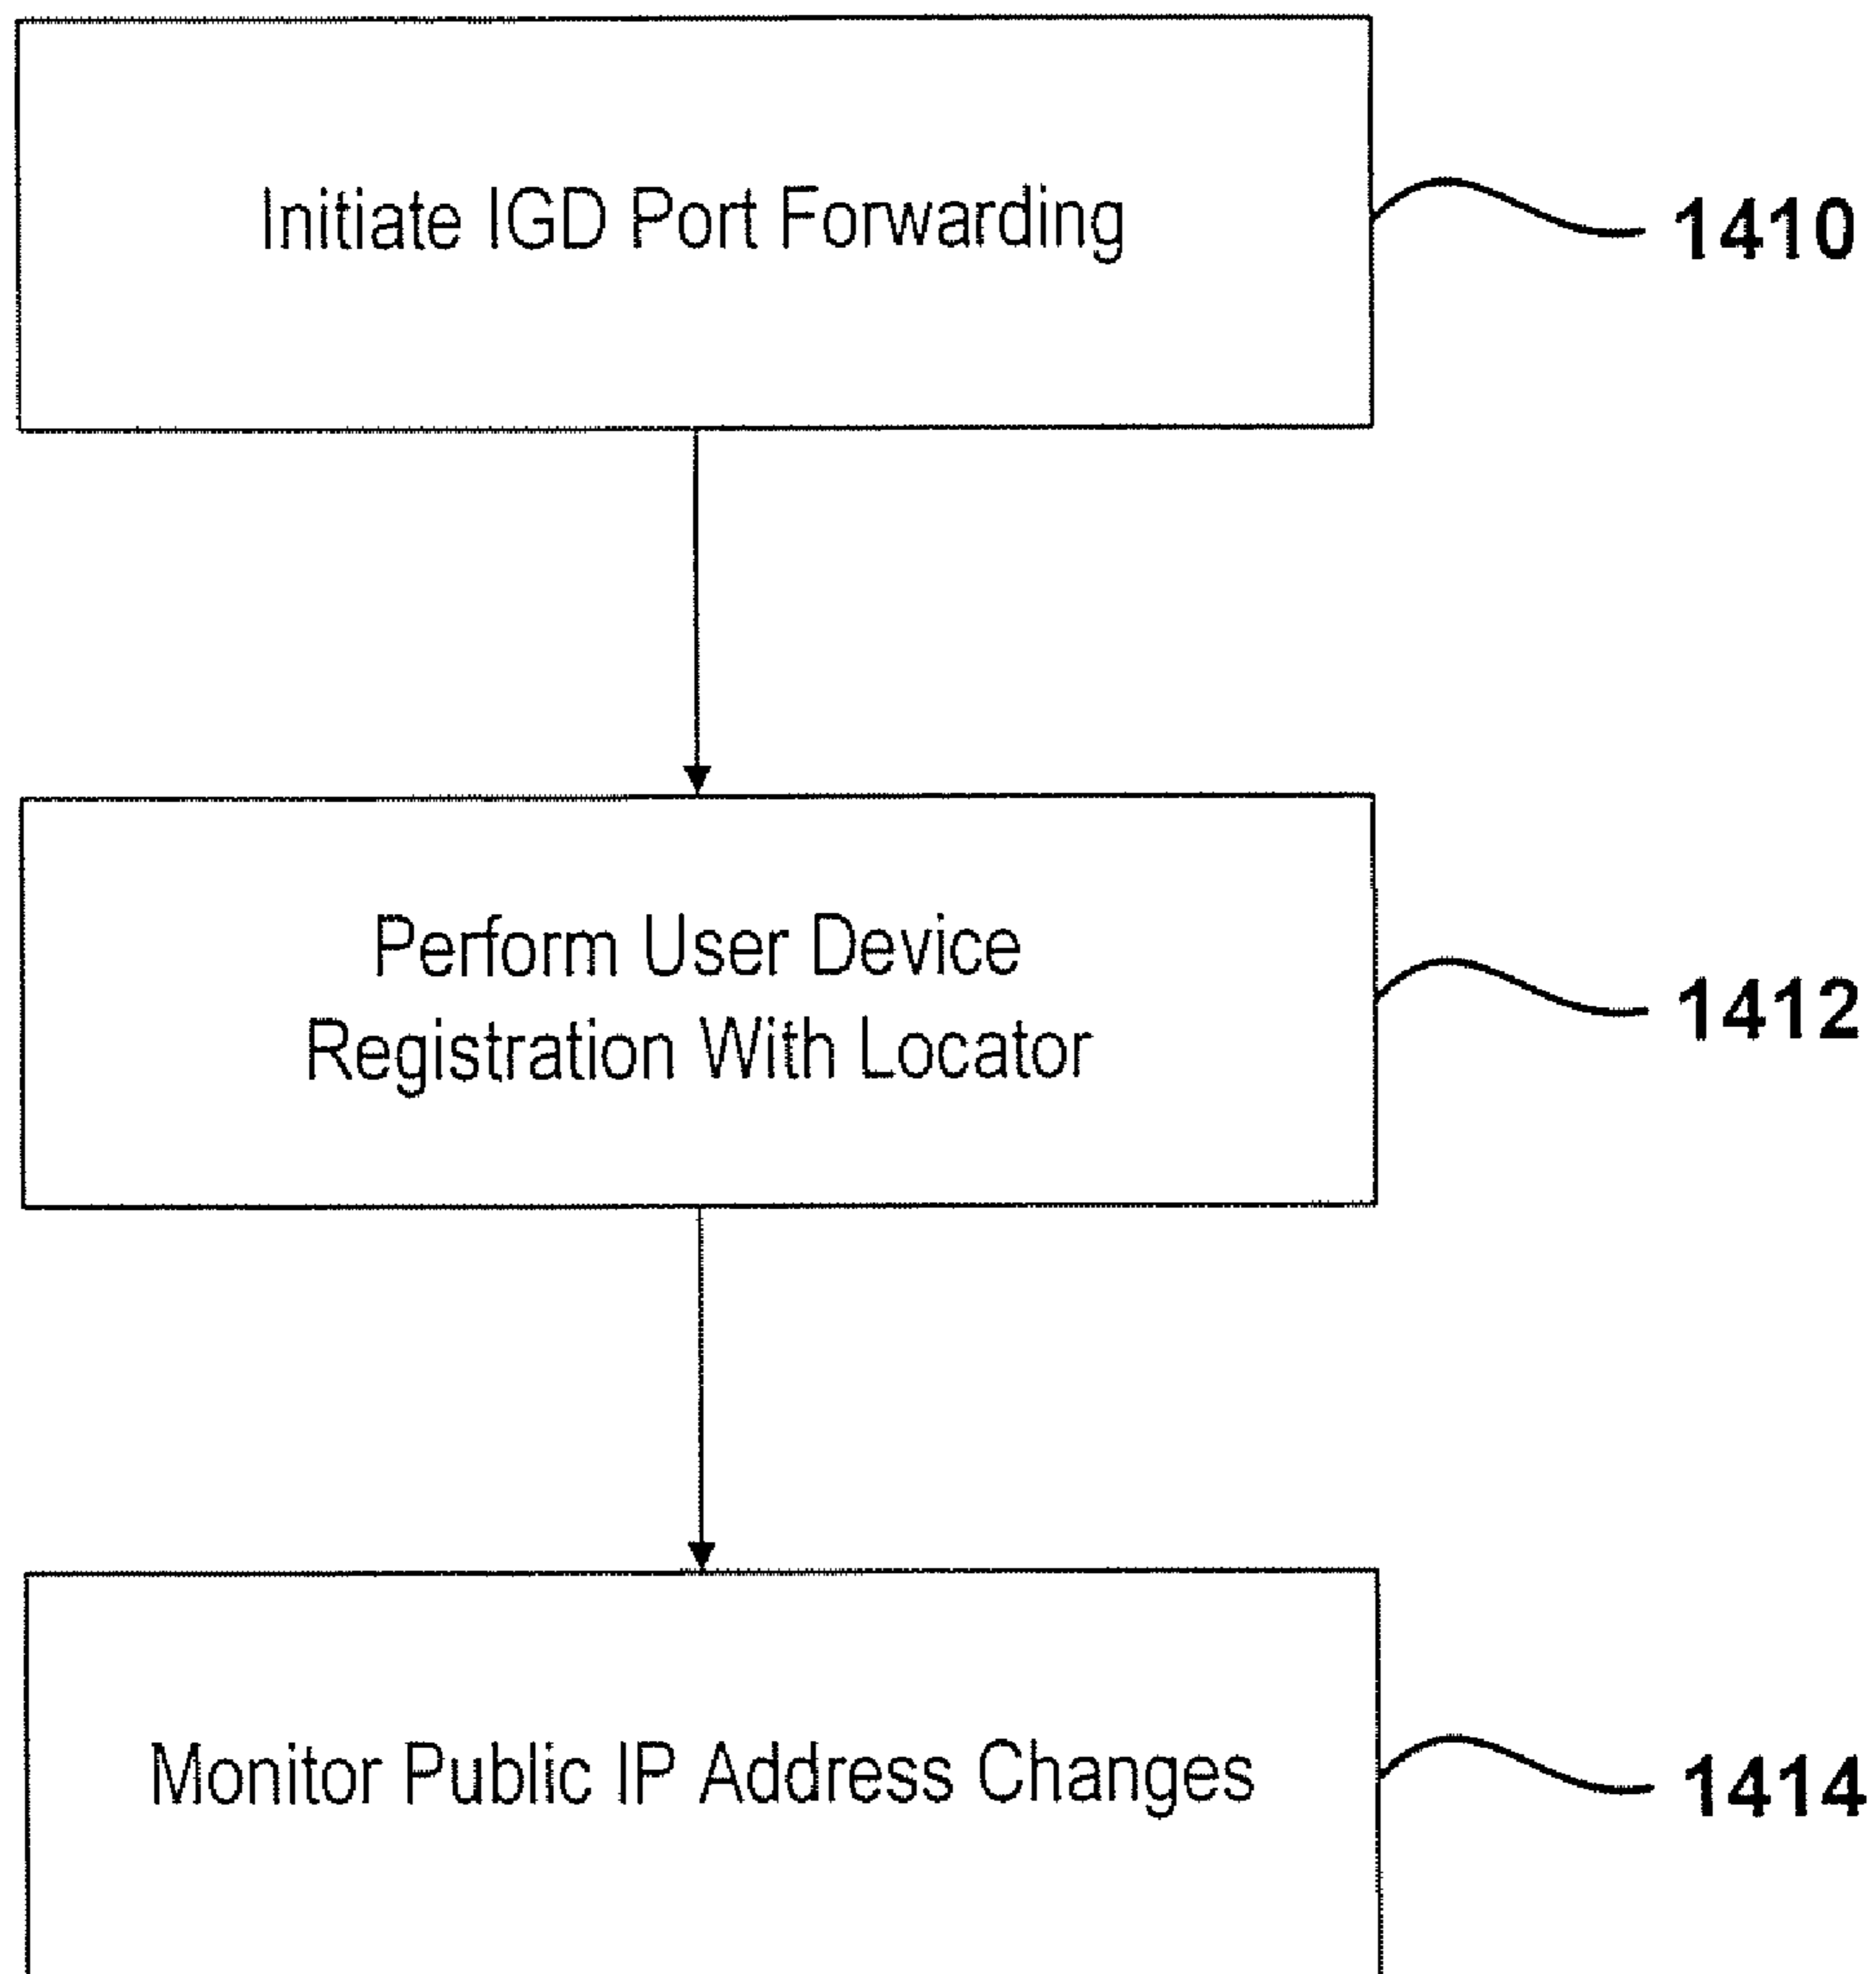 Initiate IGD Port Forwarding
1410
Perform User Device
Registration With Locator
1412
Monitor Public IP Address Changes
1414